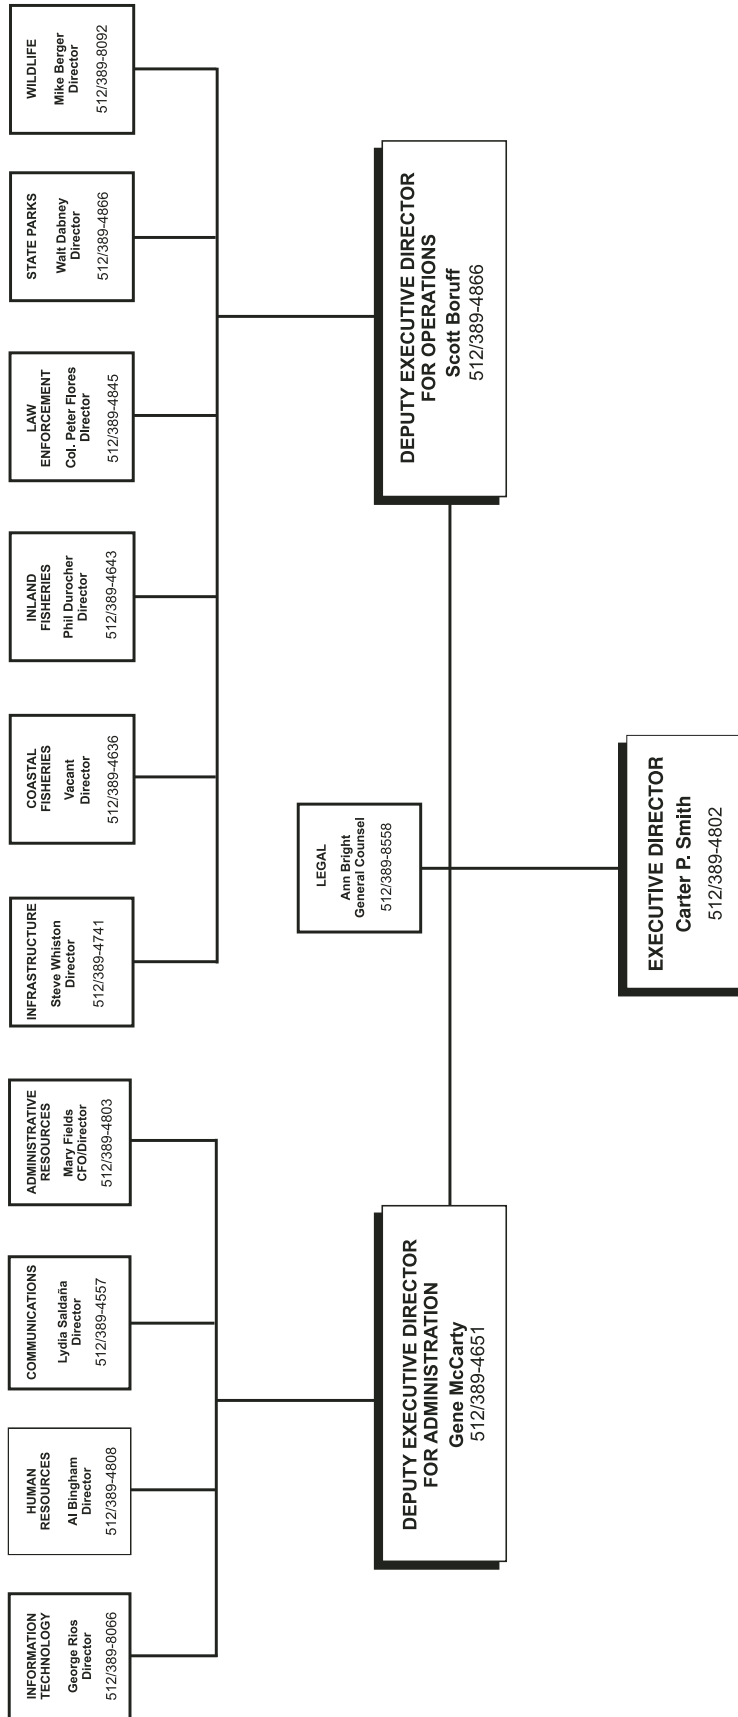 EXECUTIVE DIRECTOR
Carter P. Smith
512/389-4802
LEGAL
Ann Bright
General Counsel
512/389-8558
DEPUTY EXECUTIVE DIRECTOR
FOR ADMINISTRATION
Gene McCarty
512/389-4651
DEPUTY EXECUTIVE DIRECTOR
FOR OPERATIONS
Scott Boruff
512/389-4866
INFORMATION
TECHNOLOGY
George Rios
Director
512/389-8066
HUMAN
RESOURCES
Al Bingham
Director
512/389-4808
COMMUNICATIONS
Lydia Saldaña
Director
512/389-4557
ADMINISTRATIVE
RESOURCES
Mary Fields
CFO/Director
512/389-4803
INFRASTRUCTURE
Steve Whiston
Director
512/389-4741
COASTAL
FISHERIES
Vacant
Director
512/389-4636
INLAND
FISHERIES
Phil Durocher
Director
512/389-4643
LAW
ENFORCEMENT
Col. Peter Flores
DIrector
512/389-4845
STATE PARKS
Walt Dabney
Director
512/389-4866
WILDLIFE
Mike Berger
Director
512/389-8092